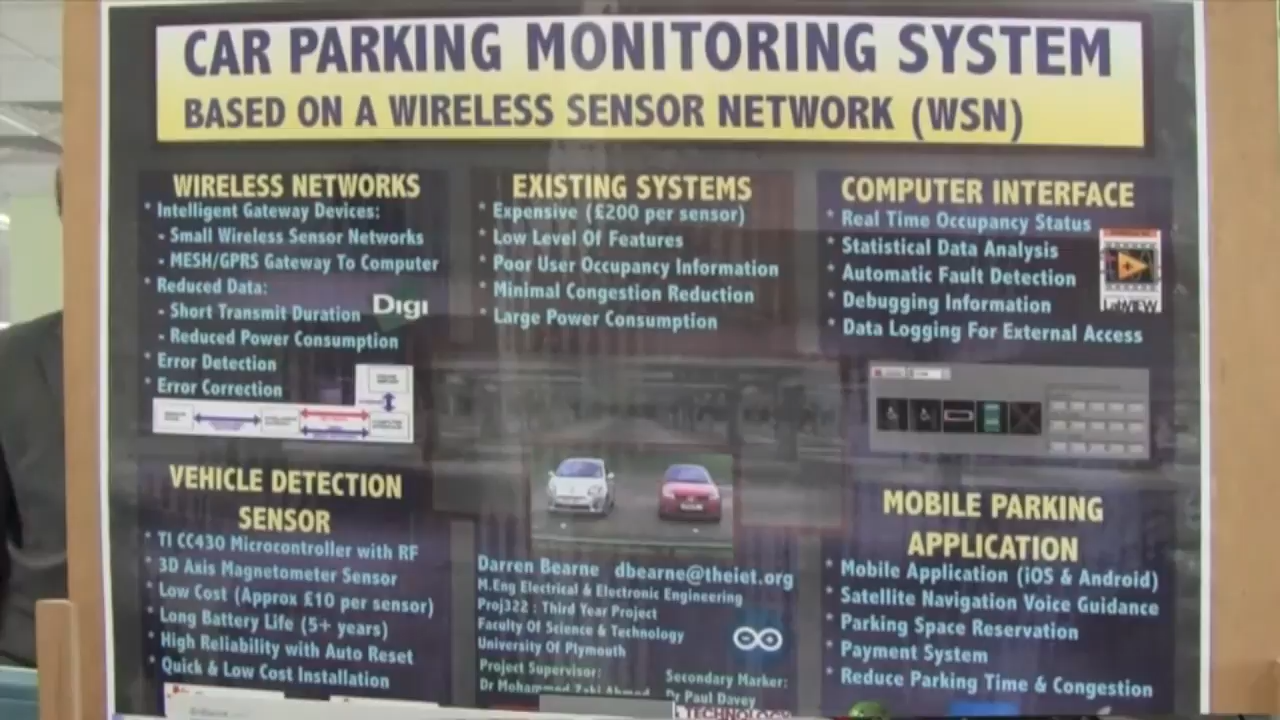 CAR PARKING MONITORING SYSTEM
BASED ON A WIRELESS SENSOR NETWORK (WSN)
WIRELESS NETWORKS
* Intelligent Gateway Devices:
- Small Wireless Sensor Networks
- MESH/GPRS Gateway To Computer
* Reduced Data:
- Short Transmit Duration
- Reduced Power Consumption
* Error Detection
* Error Correction
Digi
VEHICLE DETECTION
SENSOR
* TI CC430 Microcontroller with RF
* 3D Axis Magnetometer Sensor
* Low Cost (Approx £10 per sensor)
* Long Battery Life (5+ years)
* High Reliability with Auto Reset
* Quick & Low Cost Installation
EXISTING SYSTEMS
* Expensive (£200 per sensor)
* Low Level Of Features
* Poor User Occupancy Information
* Minimal Congestion Reduction
* Large Power Consumption
Darren Bearne dbearne@theiet.org
M.Eng Electrical & Electronic Engineering
Proj322 : Third Year Project
Faculty Of Science & Technology
University Of Plymouth
Project Supervisor:
Dr Mohammed Zaki Ahmed
Secondary Marker:
Dr Paul Davey
TECHNOLOGY
COMPUTER INTERFACE
* Real Time Occupancy Status
* Statistical Data Analysis
* Automatic Fault Detection
* Debugging Information
* Data Logging For External Access
LabVIEW
MOBILE PARKING
APPLICATION
* Mobile Application (iOS & Android)
* Satellite Navigation Voice Guidance
* Parking Space Reservation
* Payment System
* Reduce Parking Time & Congestion